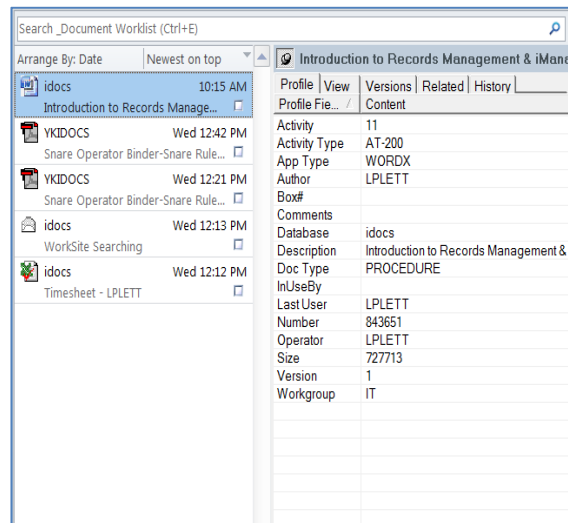 Search _Document Worklist (Ctrl+E)
Arrange By: Date Newest on top
idocs 10:15 AM
Introduction to Records Manage...
YKIDOCS Wed 12:42 PM
Snare Operator Binder-Snare Rule...
YKIDOCS Wed 12:21 PM
Snare Operator Binder-Snare Rule...
idocs Wed 12:13 PM
WorkSite Searching
idocs Wed 12:12 PM
Timesheet - LPLETT
Introduction to Records Management & iMana
Profile View Versions Related History
Profile Fie... / Content
Activity 11
Activity Type AT-200
App Type WORDX
Author LPLETT
Box#
Comments
Database idocs
Description Introduction to Records Management &
Doc Type PROCEDURE
InUseBy
Last User LPLETT
Number 843651
Operator LPLETT
Size 727713
Version 1
Workgroup IT